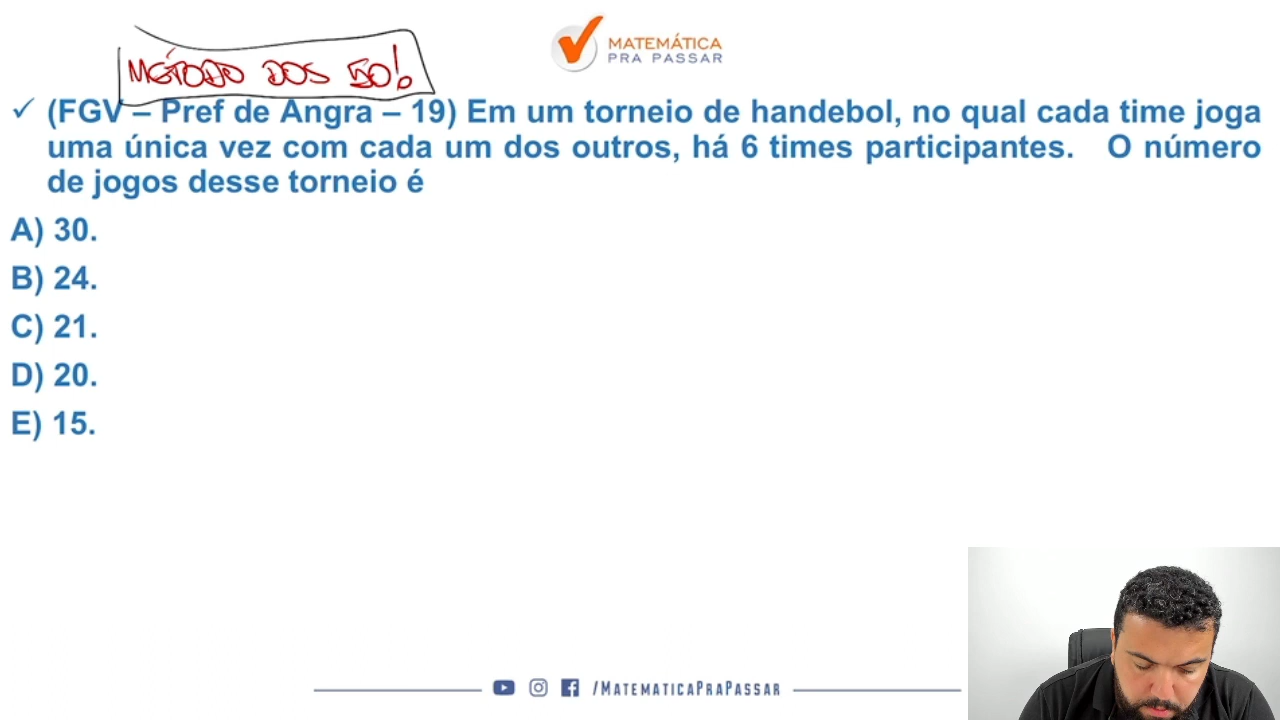 MATEMÁTICA
PRA PASSAR
MÉTODO DOS 50!
✓ (FGV – Pref de Angra – 19) Em um torneio de handebol, no qual cada time joga
uma única vez com cada um dos outros, há 6 times participantes. O número
de jogos desse torneio é
A) 30.
B) 24.
C) 21.
D) 20.
E) 15.
/MATEMATICAPRAPASSAR